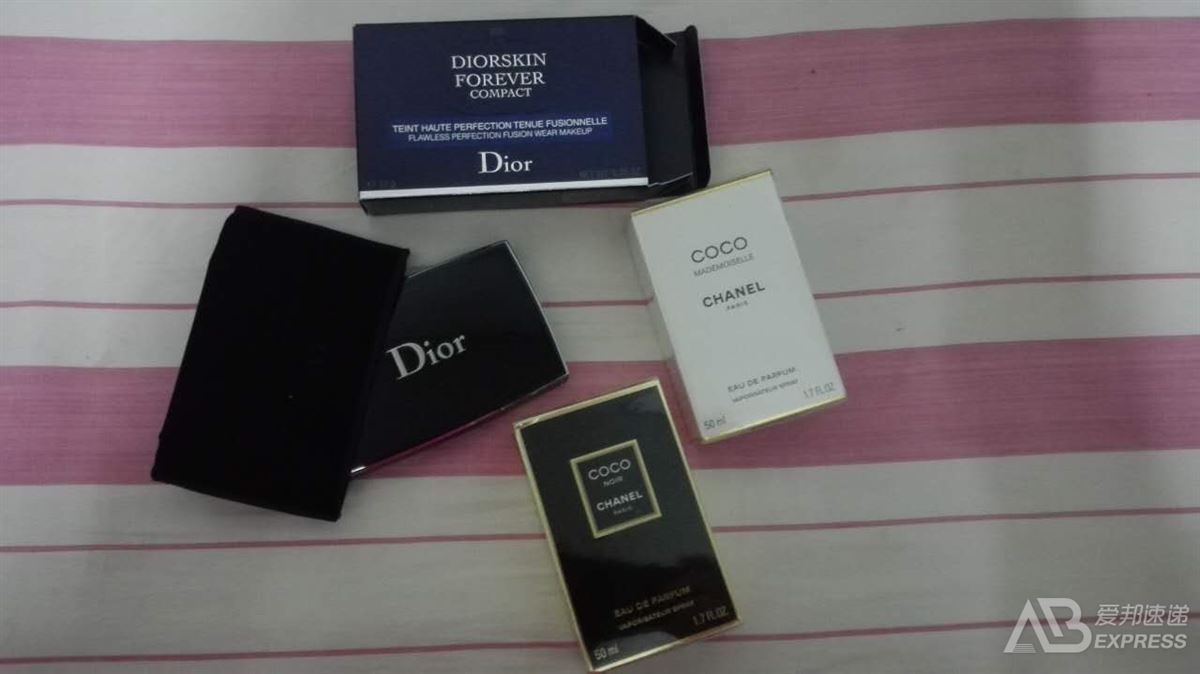 DIORSKIN
FOREVER
COMPACT
TEINT HAUTE PERFECTION TENUE FUSIONNELLE
FLAWLESS PERFECTION FUSION WEAR MAKEUP
Dior
Dior
COCO
MADEMOISELLE
CHANEL
PARIS
EAU DE PARFUM
VAPORISATEUR SPRAY
50 ml
1.7 FL.OZ
COCO
NOIR
CHANEL
PARIS
EAU DE PARFUM
VAPORISATEUR SPRAY
50 ml
1.7 FL.OZ
AB爱邦速递
EXPRESS